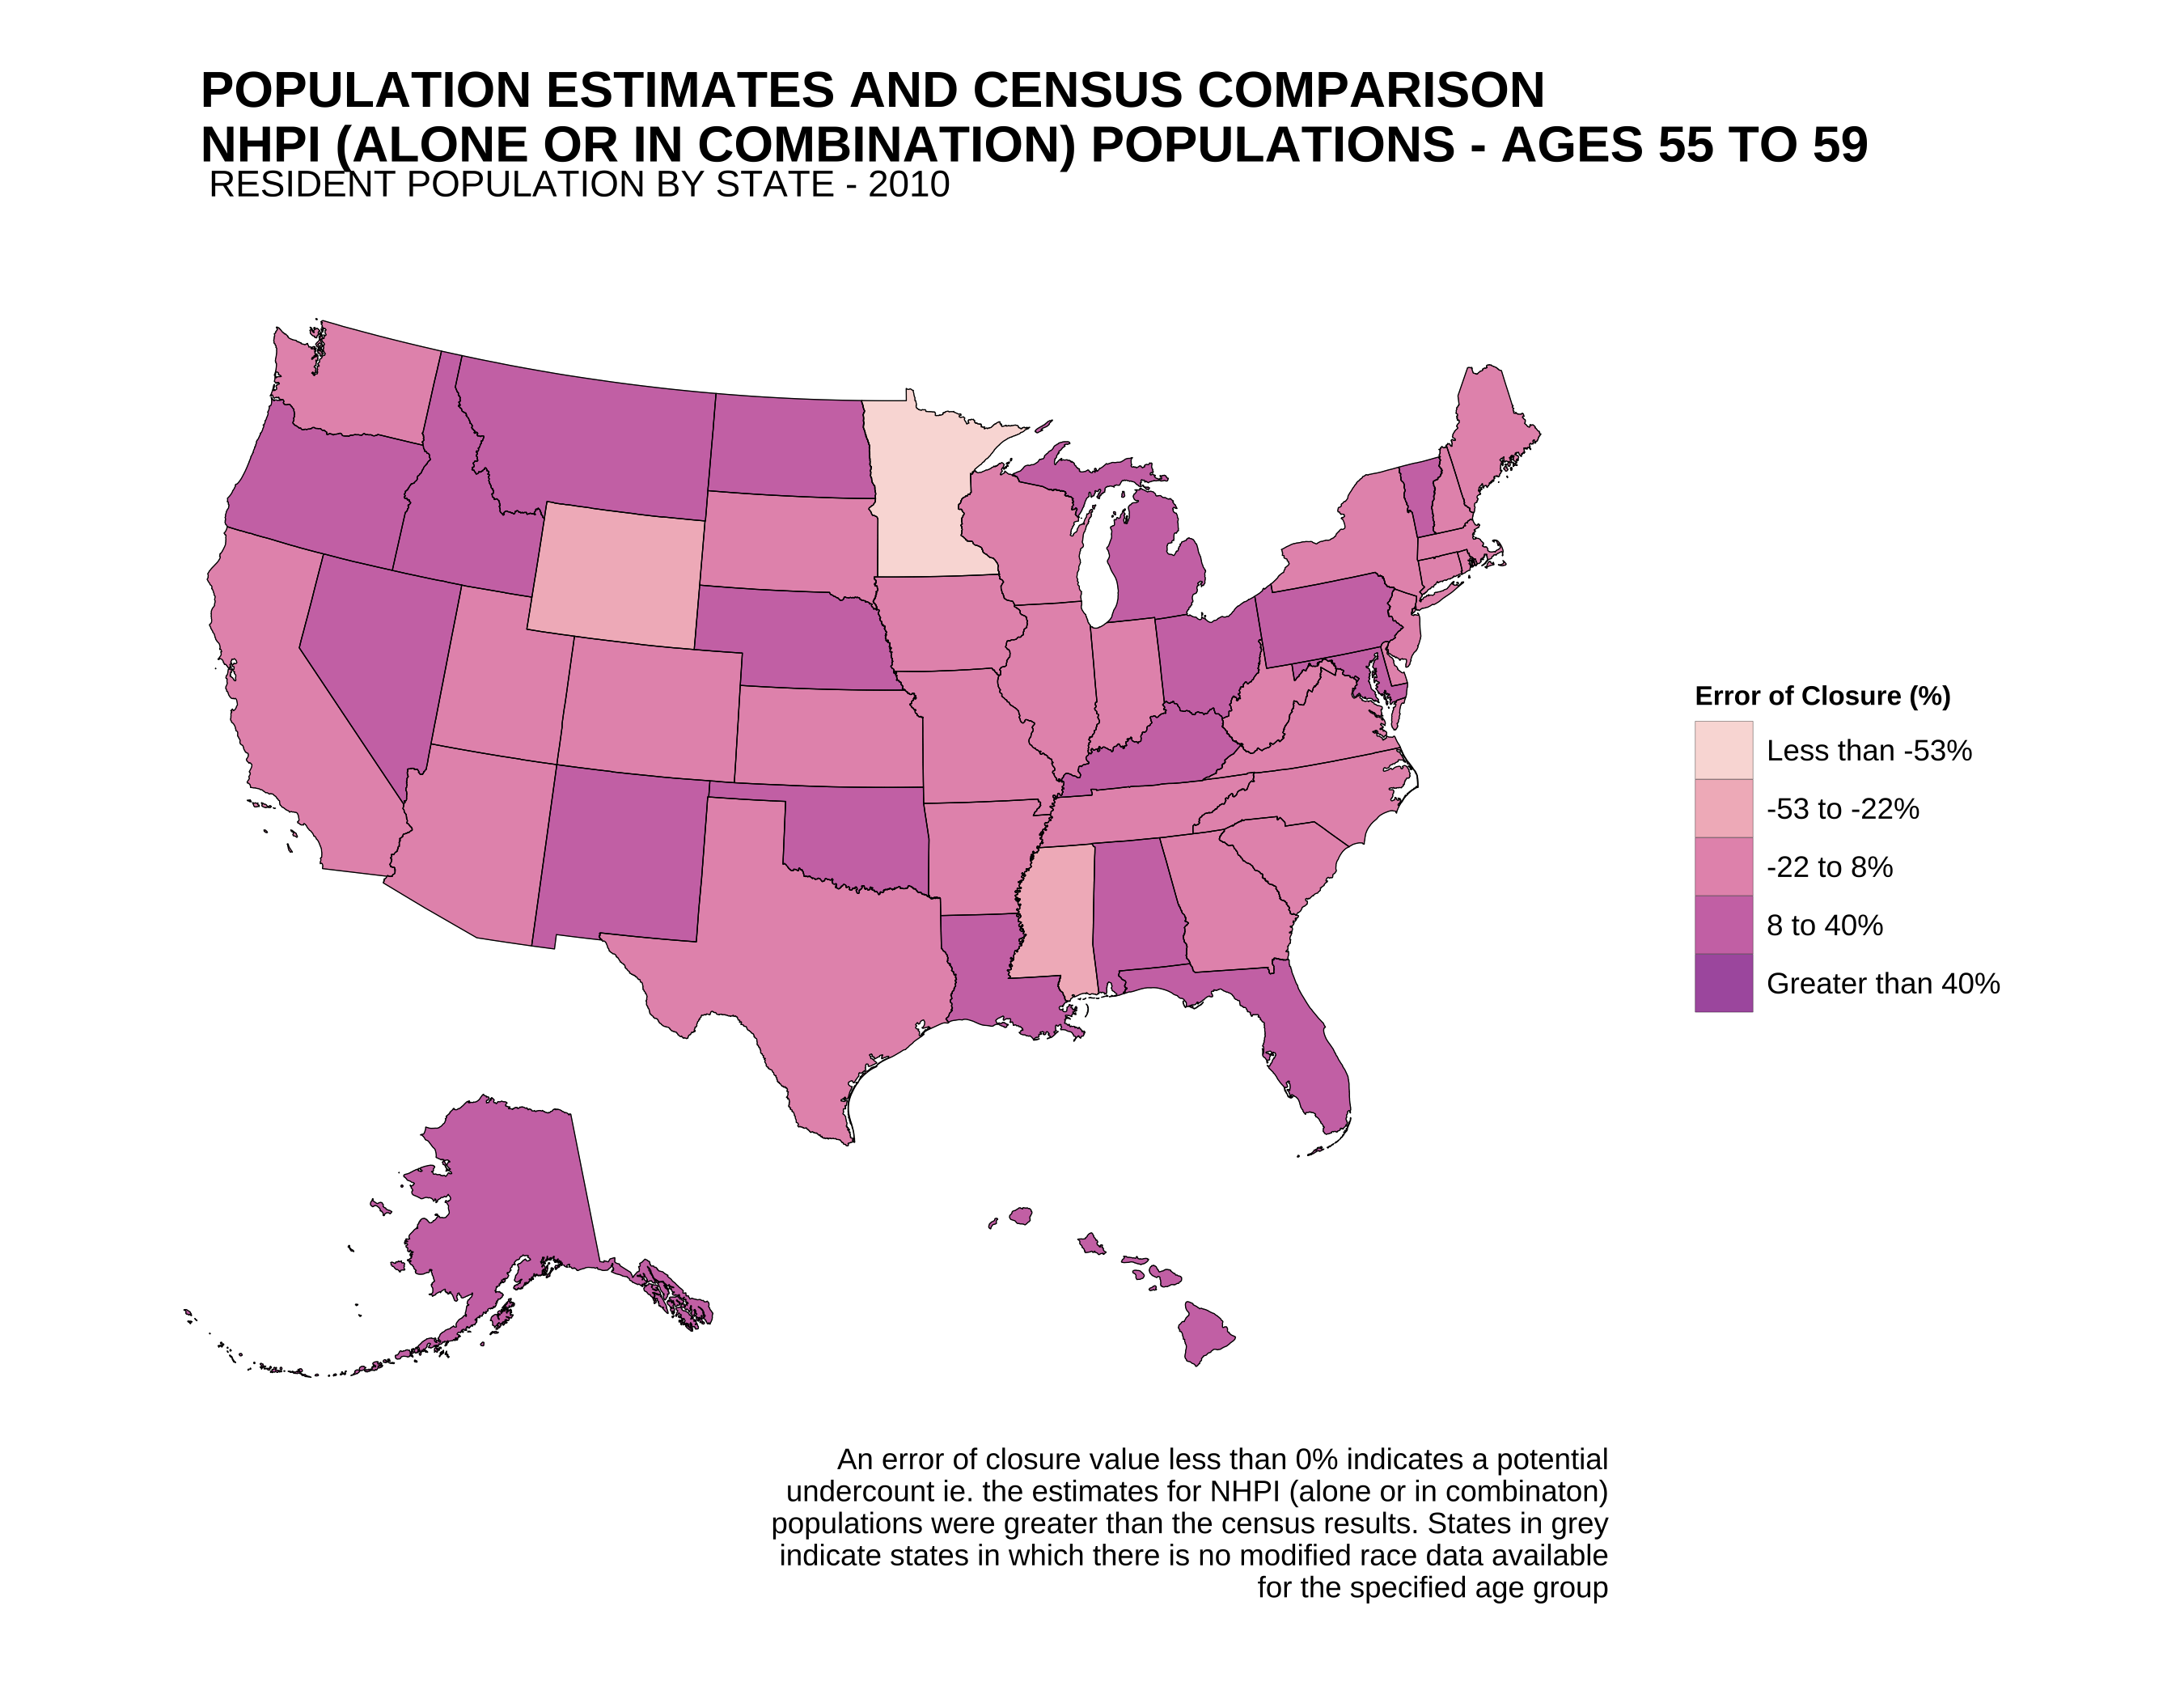 POPULATION ESTIMATES AND CENSUS COMPARISON
NHPI (ALONE OR IN COMBINATION) POPULATIONS - AGES 55 TO 59
RESIDENT POPULATION BY STATE - 2010
Error of Closure (%)
Less than -53%
-53 to -22%
-22 to 8%
8 to 40%
Greater than 40%
An error of closure value less than 0% indicates a potential
undercount ie. the estimates for NHPI (alone or in combinaton)
populations were greater than the census results. States in grey
indicate states in which there is no modified race data available
for the specified age group